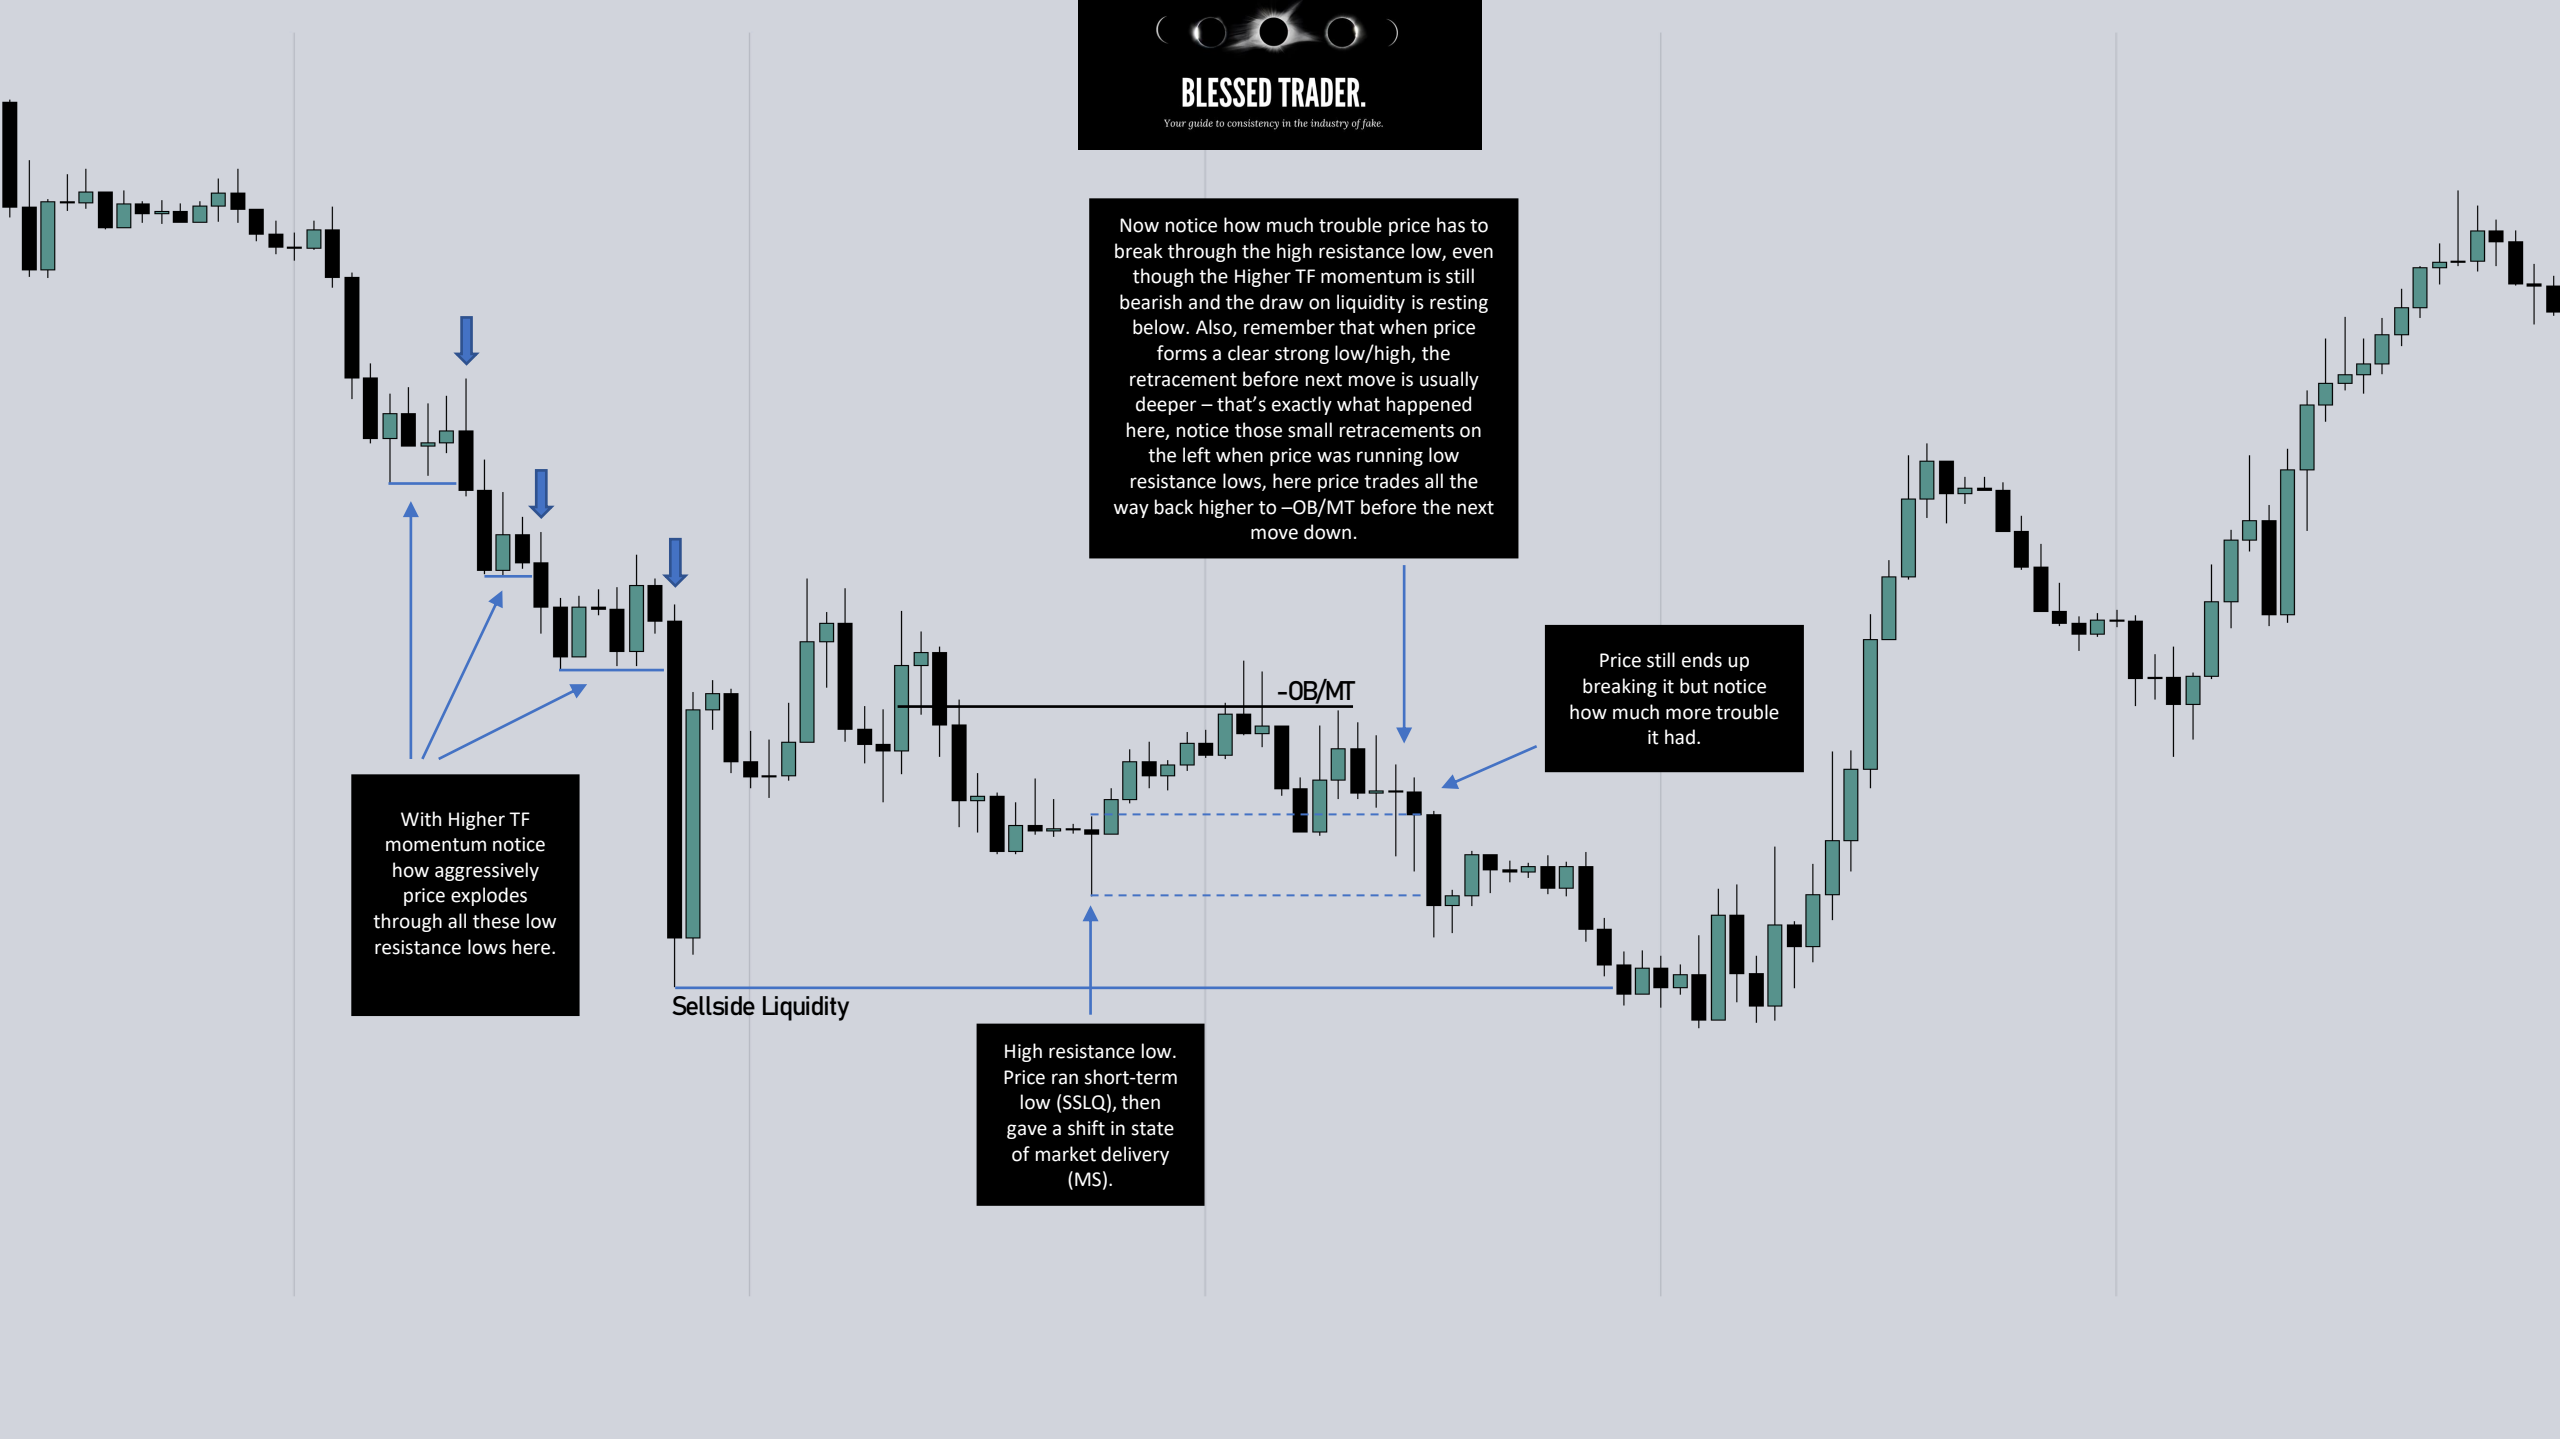 BLESSED TRADER.
Your guide to consistency in the industry of fake.
Now notice how much trouble price has to
break through the high resistance low, even
though the Higher TF momentum is still
bearish and the draw on liquidity is resting
below. Also, remember that when price
forms a clear strong low/high, the
retracement before next move is usually
deeper – that's exactly what happened
here, notice those small retracements on
the left when price was running low
resistance lows, here price trades all the
way back higher to –OB/MT before the next
move down.
Price still ends up
breaking it but notice
how much more trouble
it had.
-OB/MT
With Higher TF
momentum notice
how aggressively
price explodes
through all these low
resistance lows here.
Sellside Liquidity
High resistance low.
Price ran short-term
low (SSLQ), then
gave a shift in state
of market delivery
(MS).